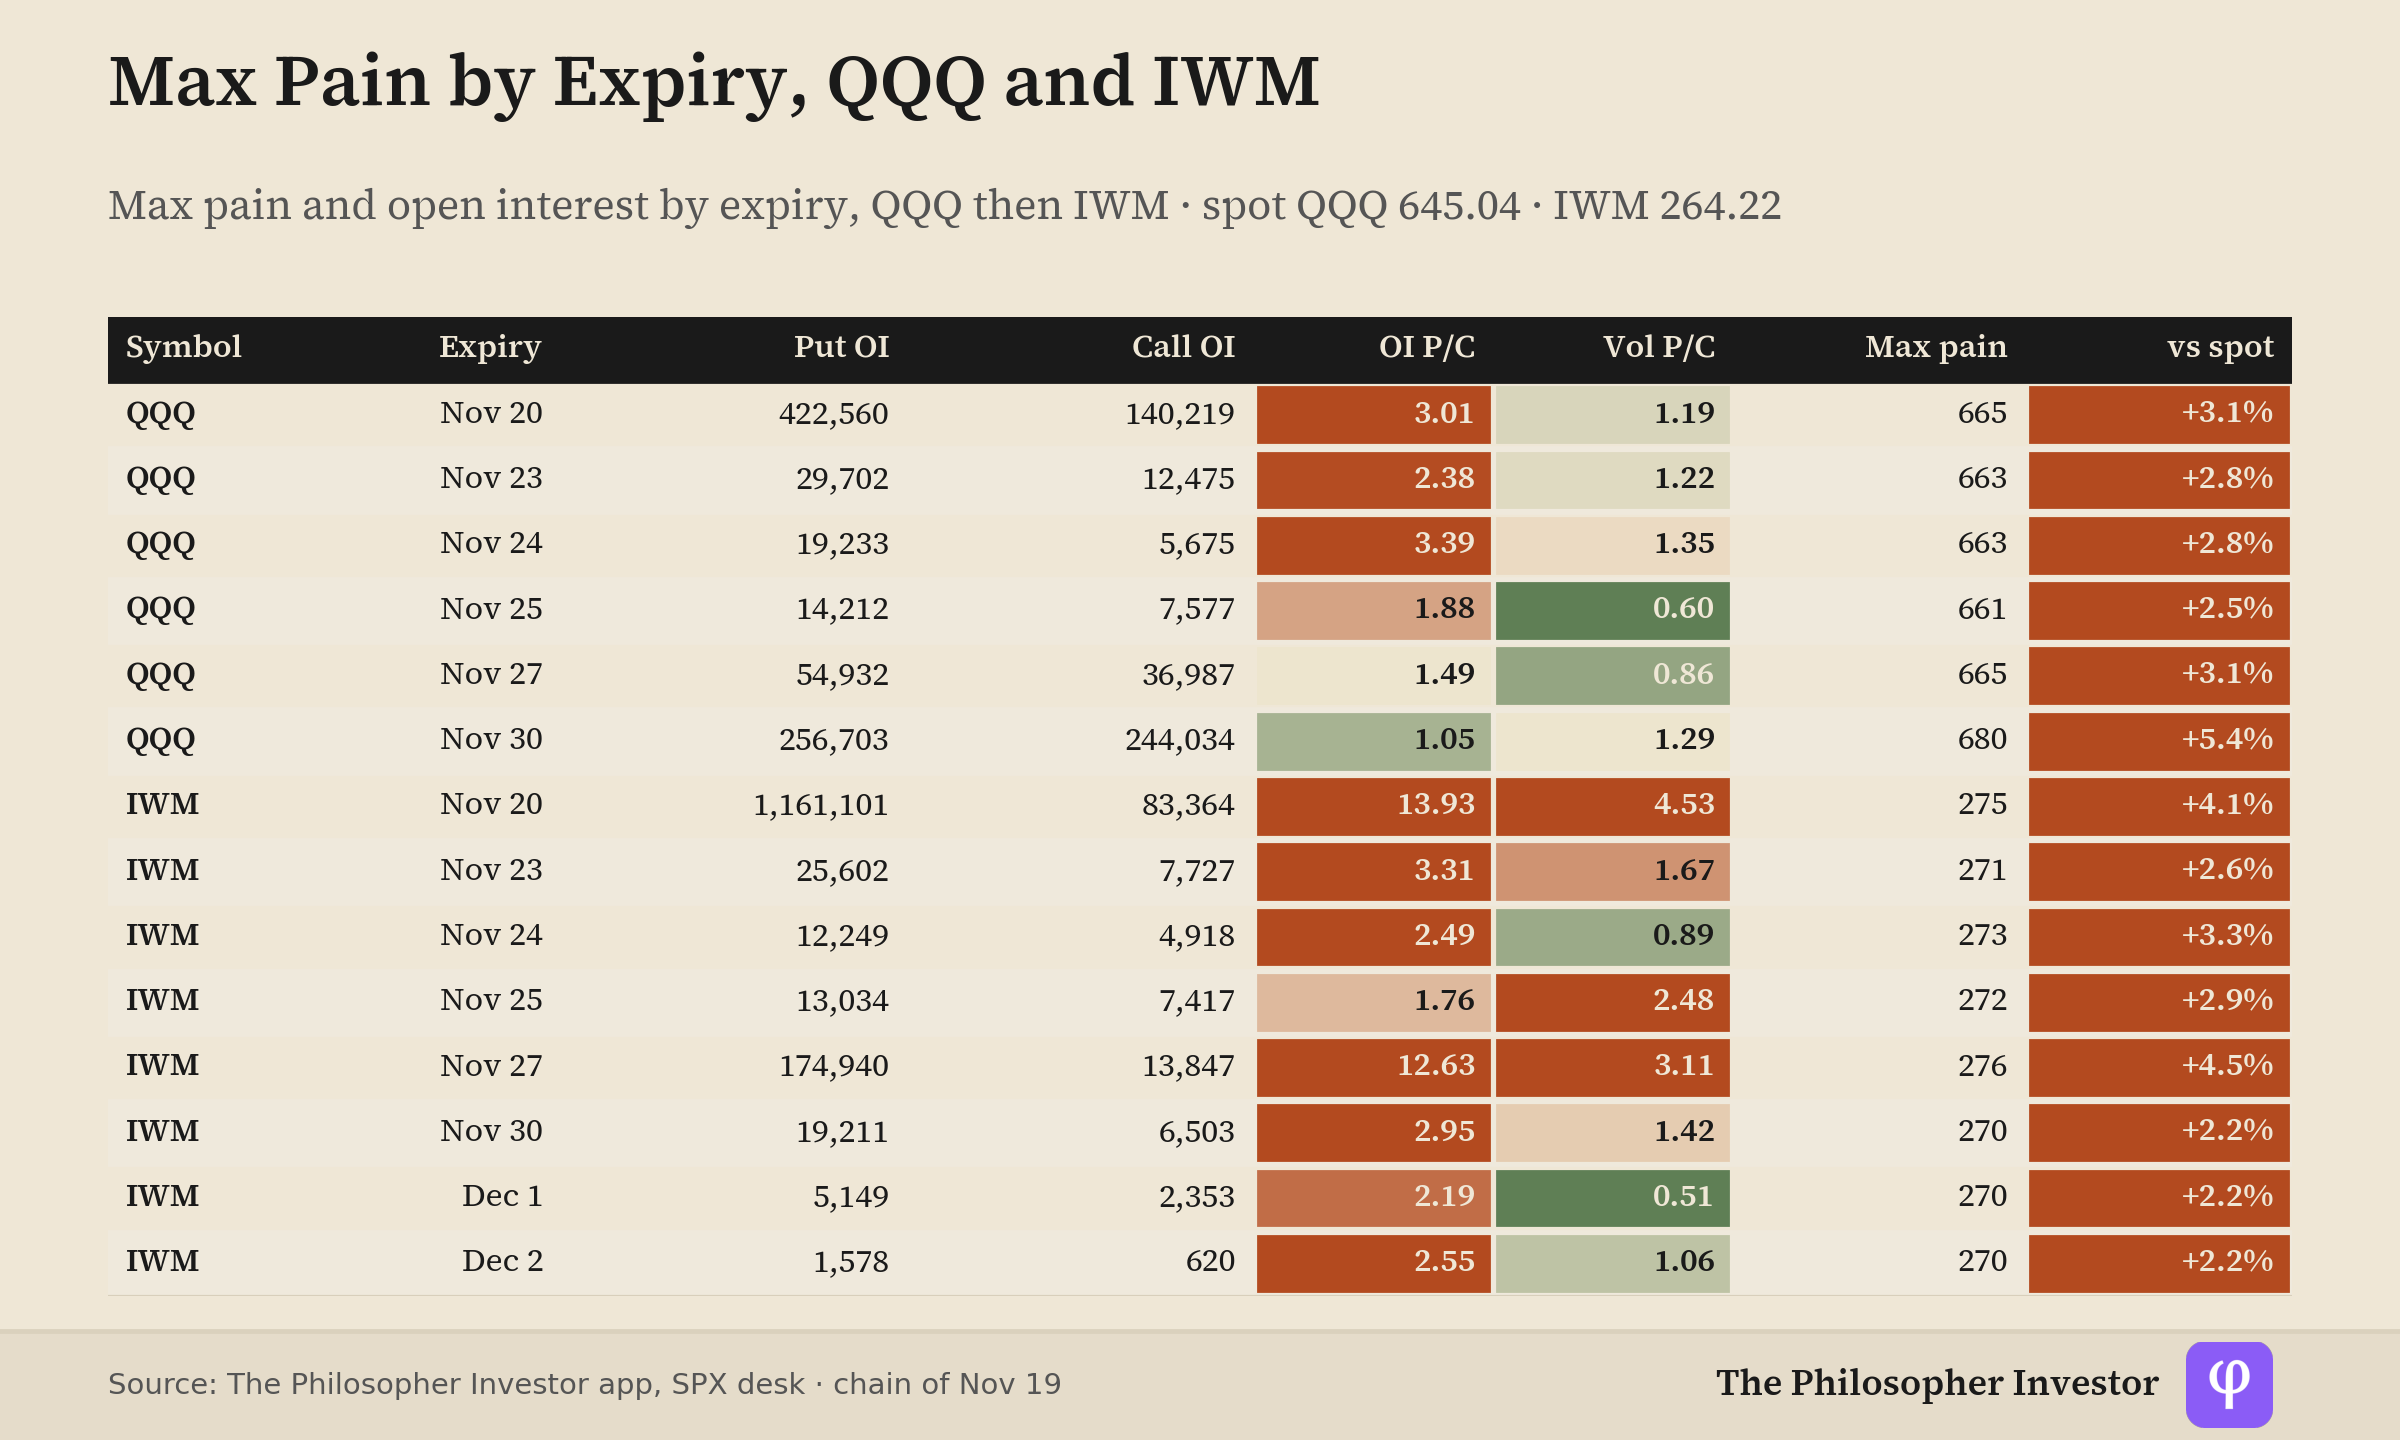 Max Pain by Expiry, QQQ and IWM
Max pain and open interest by expiry, QQQ then IWM · spot QQQ 645.04 · IWM 264.22
Symbol Expiry Put OI Call OI OI P/C Vol P/C Max pain vs spot
QQQ Nov 20 422,560 140,219 3.01 1.19 665 +3.1%
QQQ Nov 23 29,702 12,475 2.38 1.22 663 +2.8%
QQQ Nov 24 19,233 5,675 3.39 1.35 663 +2.8%
QQQ Nov 25 14,212 7,577 1.88 0.60 661 +2.5%
QQQ Nov 27 54,932 36,987 1.49 0.86 665 +3.1%
QQQ Nov 30 256,703 244,034 1.05 1.29 680 +5.4%
IWM Nov 20 1,161,101 83,364 13.93 4.53 275 +4.1%
IWM Nov 23 25,602 7,727 3.31 1.67 271 +2.6%
IWM Nov 24 12,249 4,918 2.49 0.89 273 +3.3%
IWM Nov 25 13,034 7,417 1.76 2.48 272 +2.9%
IWM Nov 27 174,940 13,847 12.63 3.11 276 +4.5%
IWM Nov 30 19,211 6,503 2.95 1.42 270 +2.2%
IWM Dec 1 5,149 2,353 2.19 0.51 270 +2.2%
IWM Dec 2 1,578 620 2.55 1.06 270 +2.2%
Source: The Philosopher Investor app, SPX desk · chain of Nov 19
The Philosopher Investor φ